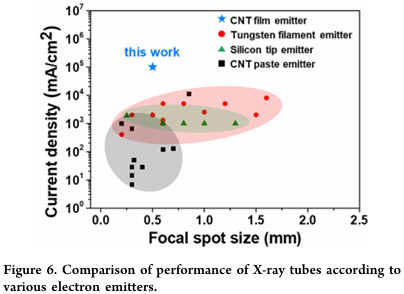 10⁷
10⁶
10⁵
10⁴
10³
10²
10¹
10⁰
Current density (mA/cm²)
CNT film emitter
Tungsten filament emitter
Silicon tip emitter
CNT paste emitter
this work
0.0 0.5 1.0 1.5 2.0 2.5
Focal spot size (mm)
Figure 6. Comparison of performance of X-ray tubes according to
various electron emitters.